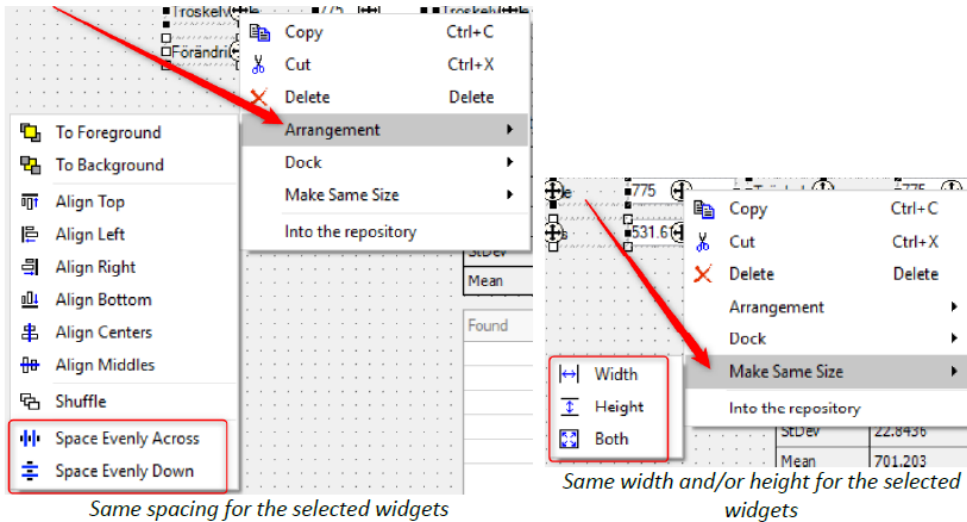 775
Förändri
Copy Ctrl+C
Cut Ctrl+X
Delete Delete
Arrangement
Dock
Make Same Size
Into the repository
To Foreground
To Background
Align Top
Align Left
Align Right
Align Bottom
Align Centers
Align Middles
Shuffle
Space Evenly Across
Space Evenly Down
StDev
Mean
Found
Same spacing for the selected widgets
775
531.61
Copy Ctrl+C
Cut Ctrl+X
Delete Delete
Arrangement
Dock
Make Same Size
Into the repository
Width
Height
Both
StDev 22.8436
Mean 701.203
Same width and/or height for the selected
widgets